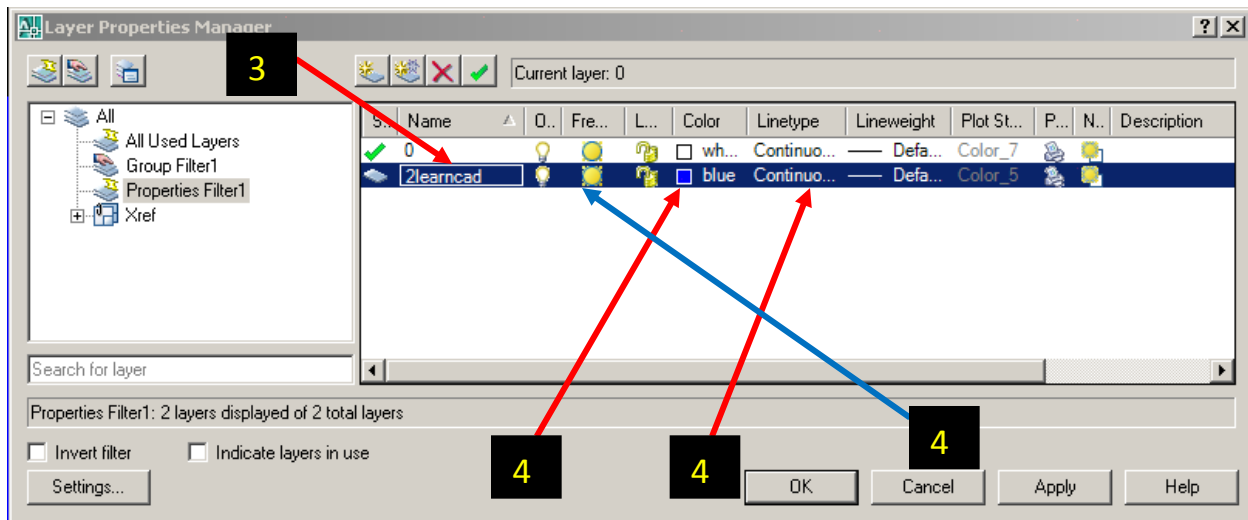 Layer Properties Manager
3
Current layer: 0
All
All Used Layers
Group Filter1
Properties Filter1
Xref
S.. Name O.. Fre... L... Color Linetype Lineweight Plot St... P... N.. Description
0 wh... Continuo... Defa... Color_7
2learncad blue Continuo... Defa... Color_5
Search for layer
Properties Filter1: 2 layers displayed of 2 total layers
Invert filter Indicate layers in use
4 4 4
Settings... OK Cancel Apply Help